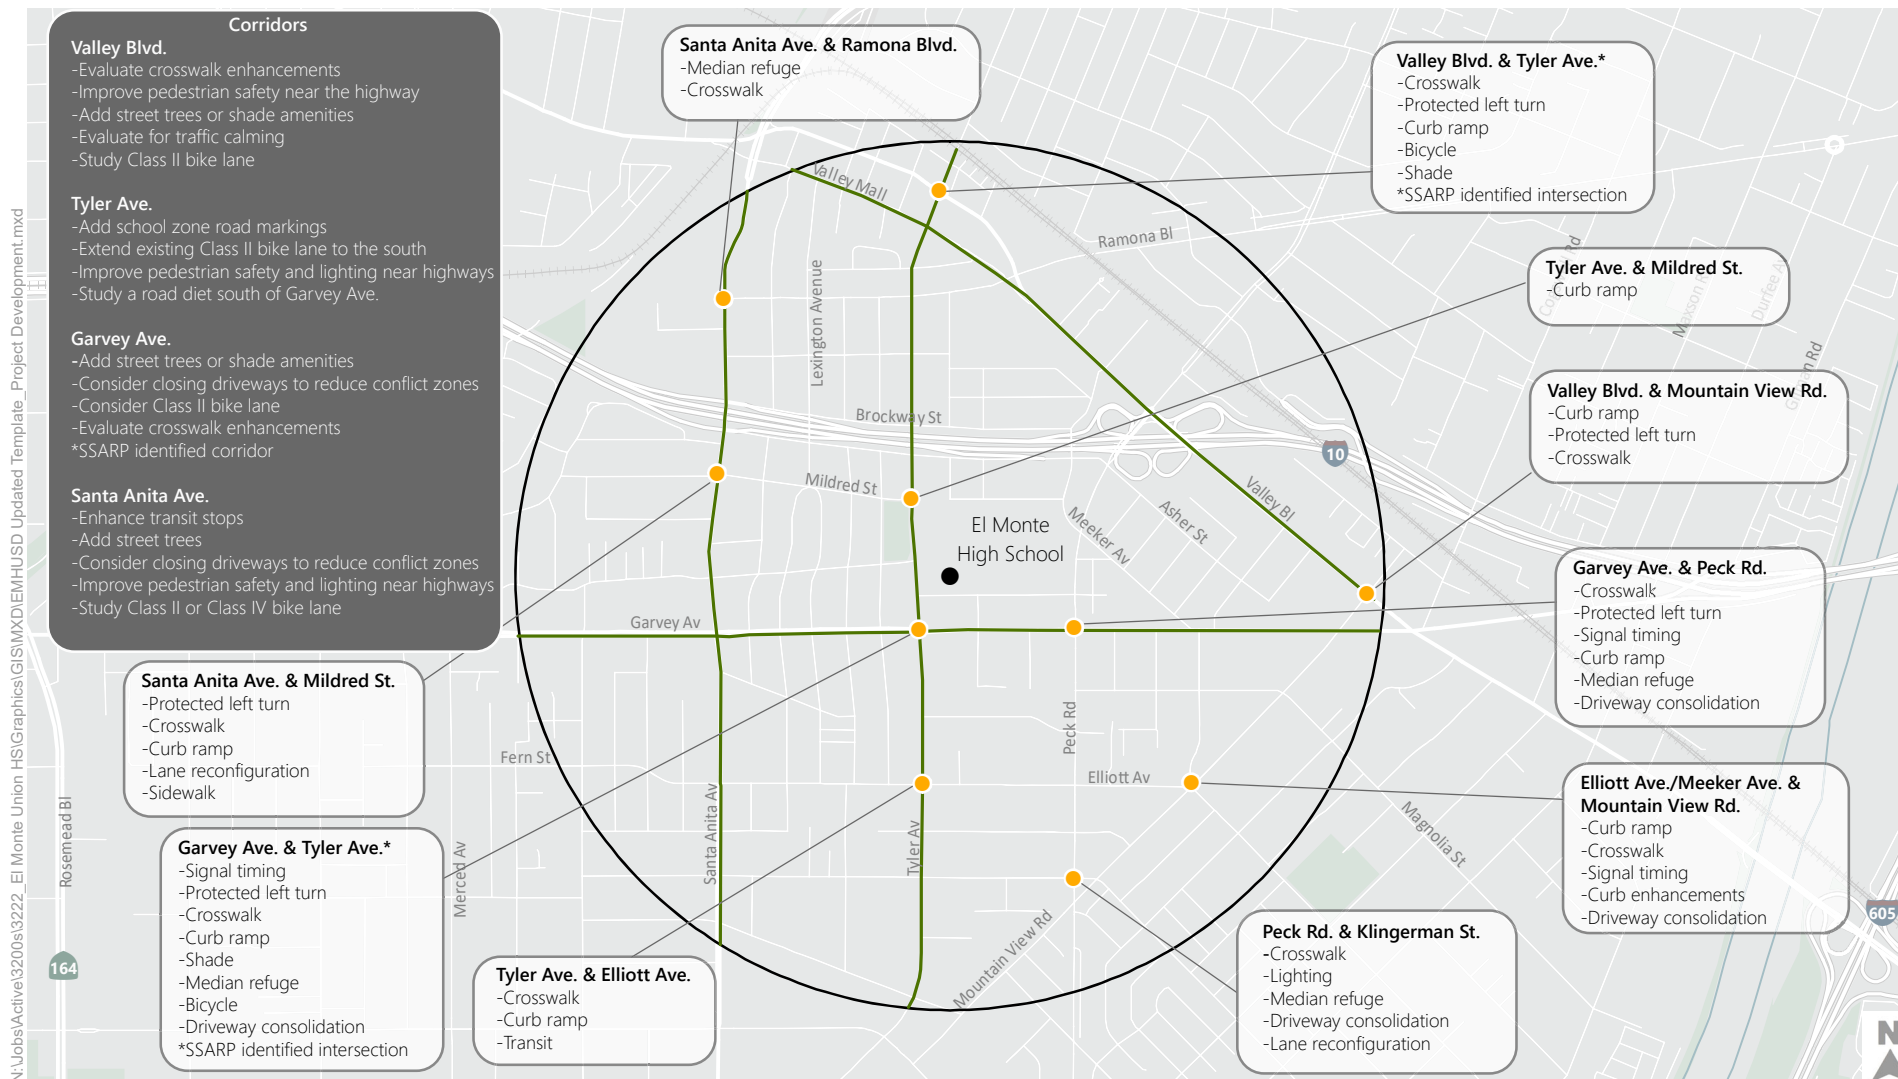 Corridors
Valley Blvd.
-Evaluate crosswalk enhancements
-Improve pedestrian safety near the highway
-Add street trees or shade amenities
-Evaluate for traffic calming
-Study Class II bike lane
Tyler Ave.
-Add school zone road markings
-Extend existing Class II bike lane to the south
-Improve pedestrian safety and lighting near highways
-Study a road diet south of Garvey Ave.
Garvey Ave.
-Add street trees or shade amenities
-Consider closing driveways to reduce conflict zones
-Consider Class II bike lane
-Evaluate crosswalk enhancements
*SSARP identified corridor
Santa Anita Ave.
-Enhance transit stops
-Add street trees
-Consider closing driveways to reduce conflict zones
-Improve pedestrian safety and lighting near highways
-Study Class II or Class IV bike lane
Santa Anita Ave. & Ramona Blvd.
-Median refuge
-Crosswalk
Valley Blvd. & Tyler Ave.*
-Crosswalk
-Protected left turn
-Curb ramp
-Bicycle
-Shade
*SSARP identified intersection
Tyler Ave. & Mildred St.
-Curb ramp
Valley Blvd. & Mountain View Rd.
-Curb ramp
-Protected left turn
-Crosswalk
Garvey Ave. & Peck Rd.
-Crosswalk
-Protected left turn
-Signal timing
-Curb ramp
-Median refuge
-Driveway consolidation
Elliott Ave./Meeker Ave. &
Mountain View Rd.
-Curb ramp
-Crosswalk
-Signal timing
-Curb enhancements
-Driveway consolidation
Peck Rd. & Klingerman St.
-Crosswalk
-Lighting
-Median refuge
-Driveway consolidation
-Lane reconfiguration
Tyler Ave. & Elliott Ave.
-Crosswalk
-Curb ramp
-Transit
Santa Anita Ave. & Mildred St.
-Protected left turn
-Crosswalk
-Curb ramp
-Lane reconfiguration
-Sidewalk
Garvey Ave. & Tyler Ave.*
-Signal timing
-Protected left turn
-Crosswalk
-Curb ramp
-Shade
-Median refuge
-Bicycle
-Driveway consolidation
*SSARP identified intersection
Valley Mall
Ramona Bl
Lexington Avenue
Brockway St
Mildred St
El Monte
High School
Meeker Av
Asher St
Valley Bl
10
Garvey Av
Fern St
Peck Rd
Elliott Av
Santa Anita Av
Tyler Av
Merced Av
Rosemead Bl
164
Mountain View Rd
Magnolia St
605
Durfee Av
Rd
N
N:\Jobs\Active\3200s\3222_El Monte Union HS\Graphics\GIS\MXD\EMHUSD Updated Template_Project Development.mxd